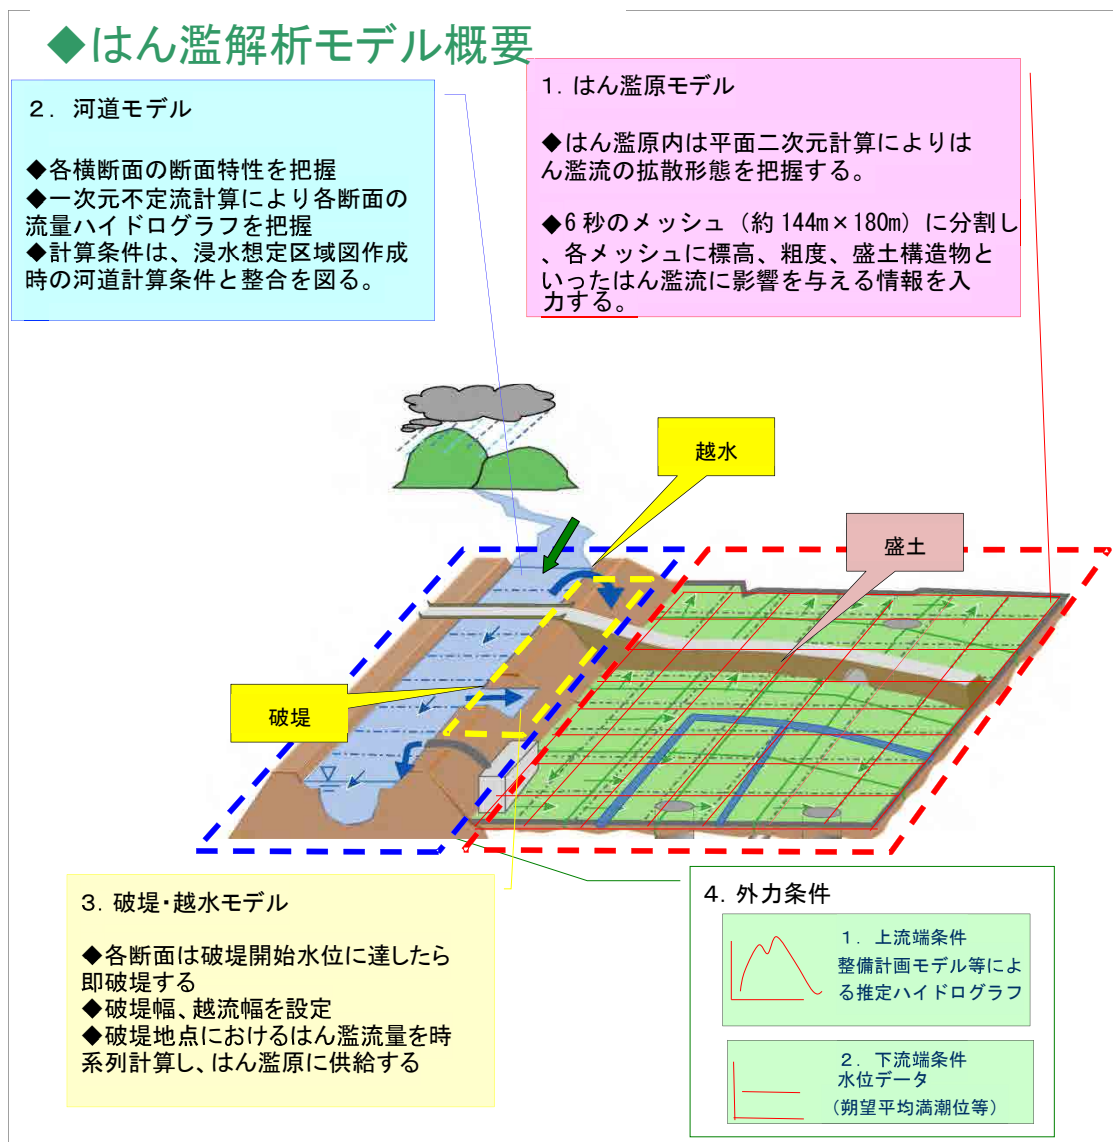 ◆はん濫解析モデル概要
２．河道モデル
◆各横断面の断面特性を把握
◆一次元不定流計算により各断面の
流量ハイドログラフを把握
◆計算条件は、浸水想定区域図作成
時の河道計算条件と整合を図る。
1. はん濫原モデル
◆はん濫原内は平面二次元計算によりは
ん濫流の拡散形態を把握する。
◆6 秒のメッシュ（約 144m×180m）に分割し
、各メッシュに標高、粗度、盛土構造物と
いったはん濫流に影響を与える情報を入
力する。
越水
盛土
破堤
3. 破堤・越水モデル
◆各断面は破堤開始水位に達したら
即破堤する
◆破堤幅、越流幅を設定
◆破堤地点におけるはん濫流量を時
系列計算し、はん濫原に供給する
4. 外力条件
１．上流端条件
整備計画モデル等によ
る推定ハイドログラフ
２．下流端条件
水位データ
（朔望平均満潮位等）